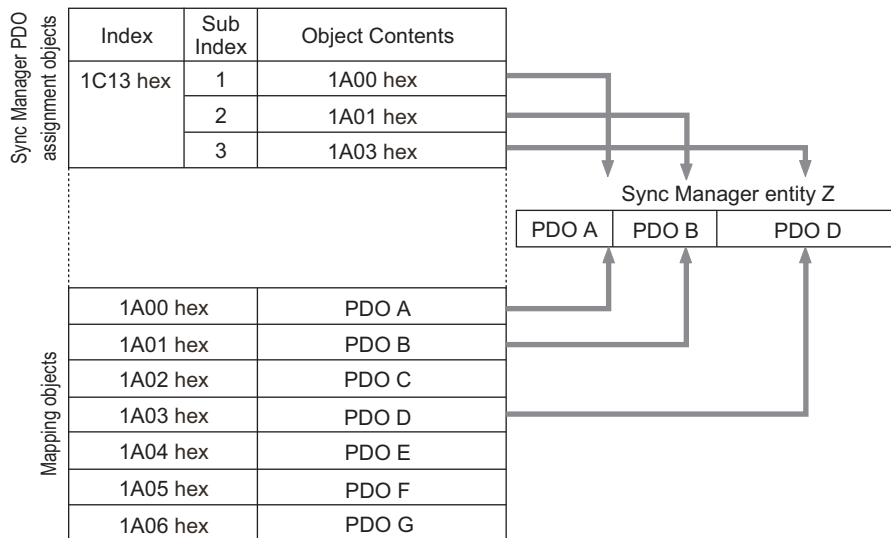 Sync Manager PDO
assignment objects
Index Sub Index Object Contents
1C13 hex 1 1A00 hex
2 1A01 hex
3 1A03 hex
Sync Manager entity Z
PDO A PDO B PDO D
Mapping objects
1A00 hex PDO A
1A01 hex PDO B
1A02 hex PDO C
1A03 hex PDO D
1A04 hex PDO E
1A05 hex PDO F
1A06 hex PDO G